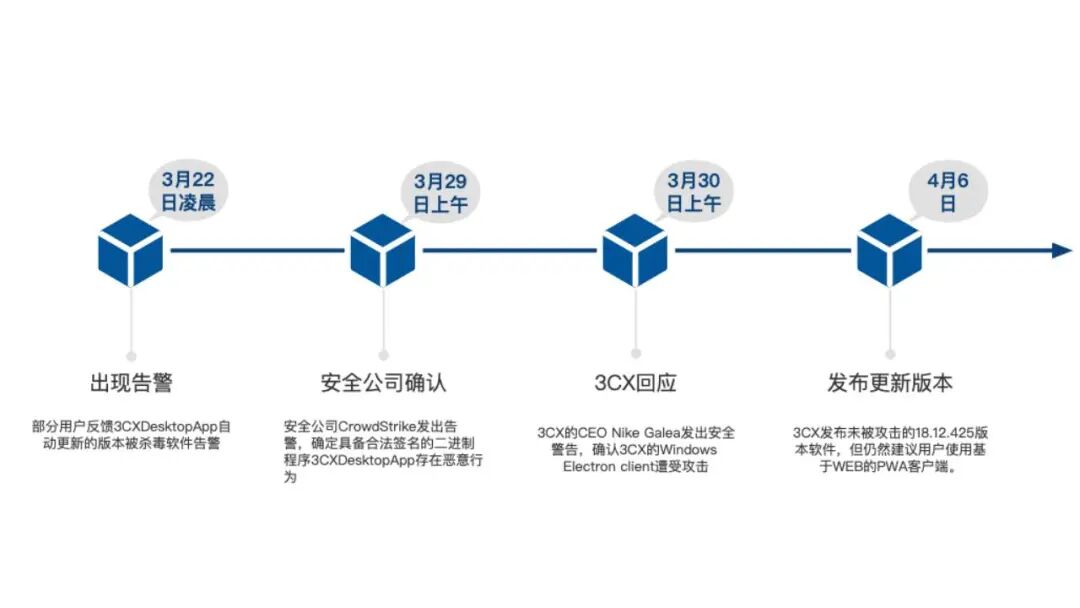 3月22
日凌晨
3月29
日上午
3月30
日上午
4月6
日
出现告警
部分用户反馈3CXDesktopApp自
动更新的版本被杀毒软件告警
安全公司确认
安全公司CrowdStrike发出告
警，确定具备合法签名的二进制
程序3CXDesktopApp存在恶意行
为
3CX回应
3CX的CEO Nike Galea发出安全
警告，确认3CX的Windows
Electron client遭受攻击
发布更新版本
3CX发布未被攻击的18.12.425版
本软件，但仍然建议用户使用基
于WEB的PWA客户端。